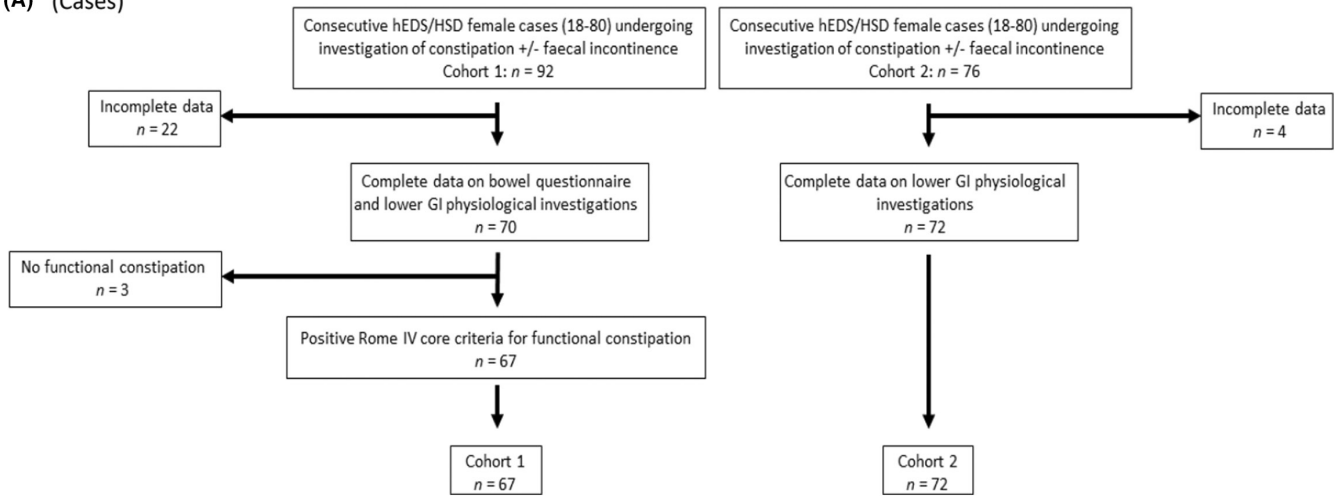 (A) (Cases)
Consecutive hEDS/HSD female cases (18-80) undergoing
investigation of constipation +/- faecal incontinence
Cohort 1: n = 92
Consecutive hEDS/HSD female cases (18-80) undergoing
investigation of constipation +/- faecal incontinence
Cohort 2: n = 76
Incomplete data
n = 22
Incomplete data
n = 4
Complete data on bowel questionnaire
and lower GI physiological investigations
n = 70
Complete data on lower GI physiological
investigations
n = 72
No functional constipation
n = 3
Positive Rome IV core criteria for functional constipation
n = 67
Cohort 1
n = 67
Cohort 2
n = 72